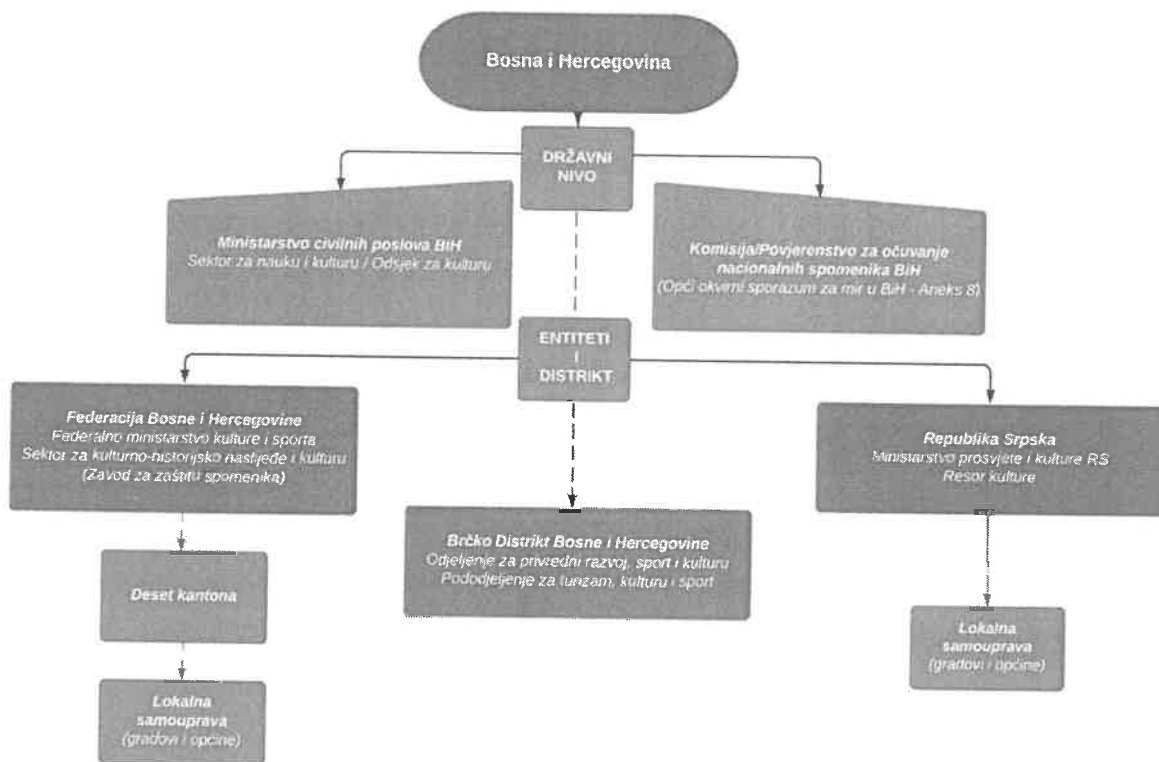 Bosna i Hercegovina
DRŽAVNI
NIVO
Ministarstvo civilnih poslova BiH
Sektor za nauku i kulturu / Odsjek za kulturu
Komisija/Povjerenstvo za očuvanje
nacionalnih spomenika BiH
(Opći okvirni sporazum za mir u BiH - Aneks 8)
ENTITETI
I
DISTRIKT
Federacija Bosne i Hercegovine
Federalno ministarstvo kulture i sporta
Sektor za kulturno-historijsko nasljeđe i kulturu
(Zavod za zaštitu spomenika)
Republika Srpska
Ministarstvo prosvjete i kulture RS
Resor kulture
Brčko Distrikt Bosne i Hercegovine
Odjeljenje za privredni razvoj, sport i kulturu
Pododjeljenje za turizam, kulturu i sport
Deset kantona
Lokalna
samouprava
(gradovi i općine)
Lokalna
samouprava
(gradovi i općine)